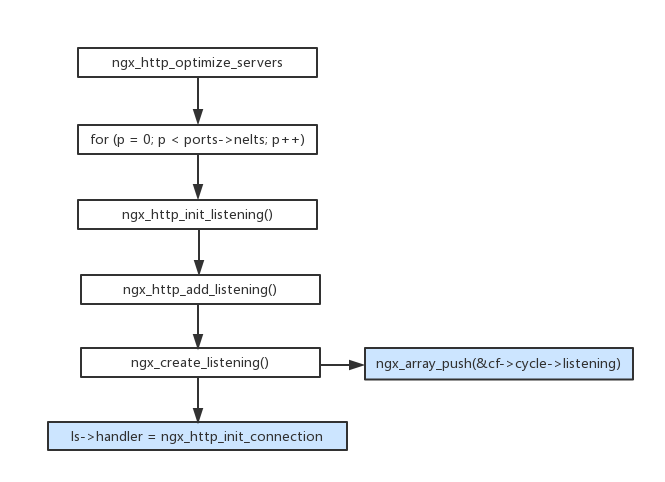 ngx_http_optimize_servers
for (p = 0; p < ports->nelts; p++)
ngx_http_init_listening()
ngx_http_add_listening()
ngx_create_listening()
ngx_array_push(&cf->cycle->listening)
ls->handler = ngx_http_init_connection